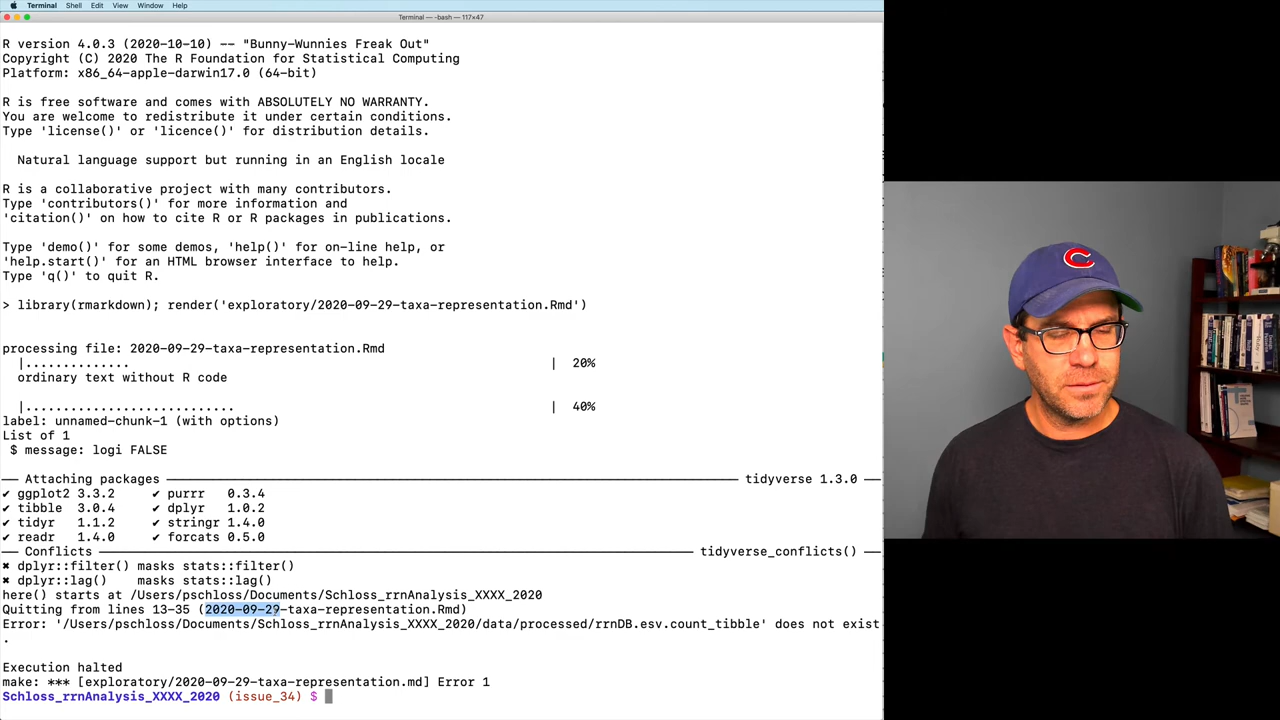 Terminal Shell Edit View Window Help
Terminal — -bash — 117×47
R version 4.0.3 (2020-10-10) -- "Bunny-Wunnies Freak Out"
Copyright (C) 2020 The R Foundation for Statistical Computing
Platform: x86_64-apple-darwin17.0 (64-bit)
R is free software and comes with ABSOLUTELY NO WARRANTY.
You are welcome to redistribute it under certain conditions.
Type 'license()' or 'licence()' for distribution details.
Natural language support but running in an English locale
R is a collaborative project with many contributors.
Type 'contributors()' for more information and
'citation()' on how to cite R or R packages in publications.
Type 'demo()' for some demos, 'help()' for on-line help, or
'help.start()' for an HTML browser interface to help.
Type 'q()' to quit R.
> library(rmarkdown); render('exploratory/2020-09-29-taxa-representation.Rmd')
processing file: 2020-09-29-taxa-representation.Rmd
|.............. | 20%
ordinary text without R code
|............................ | 40%
label: unnamed-chunk-1 (with options)
List of 1
$ message: logi FALSE
── Attaching packages ── tidyverse 1.3.0 ──
✔ ggplot2 3.3.2 ✔ purrr 0.3.4
✔ tibble 3.0.4 ✔ dplyr 1.0.2
✔ tidyr 1.1.2 ✔ stringr 1.4.0
✔ readr 1.4.0 ✔ forcats 0.5.0
── Conflicts ── tidyverse_conflicts() ──
✖ dplyr::filter() masks stats::filter()
✖ dplyr::lag() masks stats::lag()
here() starts at /Users/pschloss/Documents/Schloss_rrnAnalysis_XXXX_2020
Quitting from lines 13-35 (2020-09-29-taxa-representation.Rmd)
Error: '/Users/pschloss/Documents/Schloss_rrnAnalysis_XXXX_2020/data/processed/rrnDB.esv.count_tibble' does not exist
.
Execution halted
make: *** [exploratory/2020-09-29-taxa-representation.md] Error 1
Schloss_rrnAnalysis_XXXX_2020 (issue_34) $
C